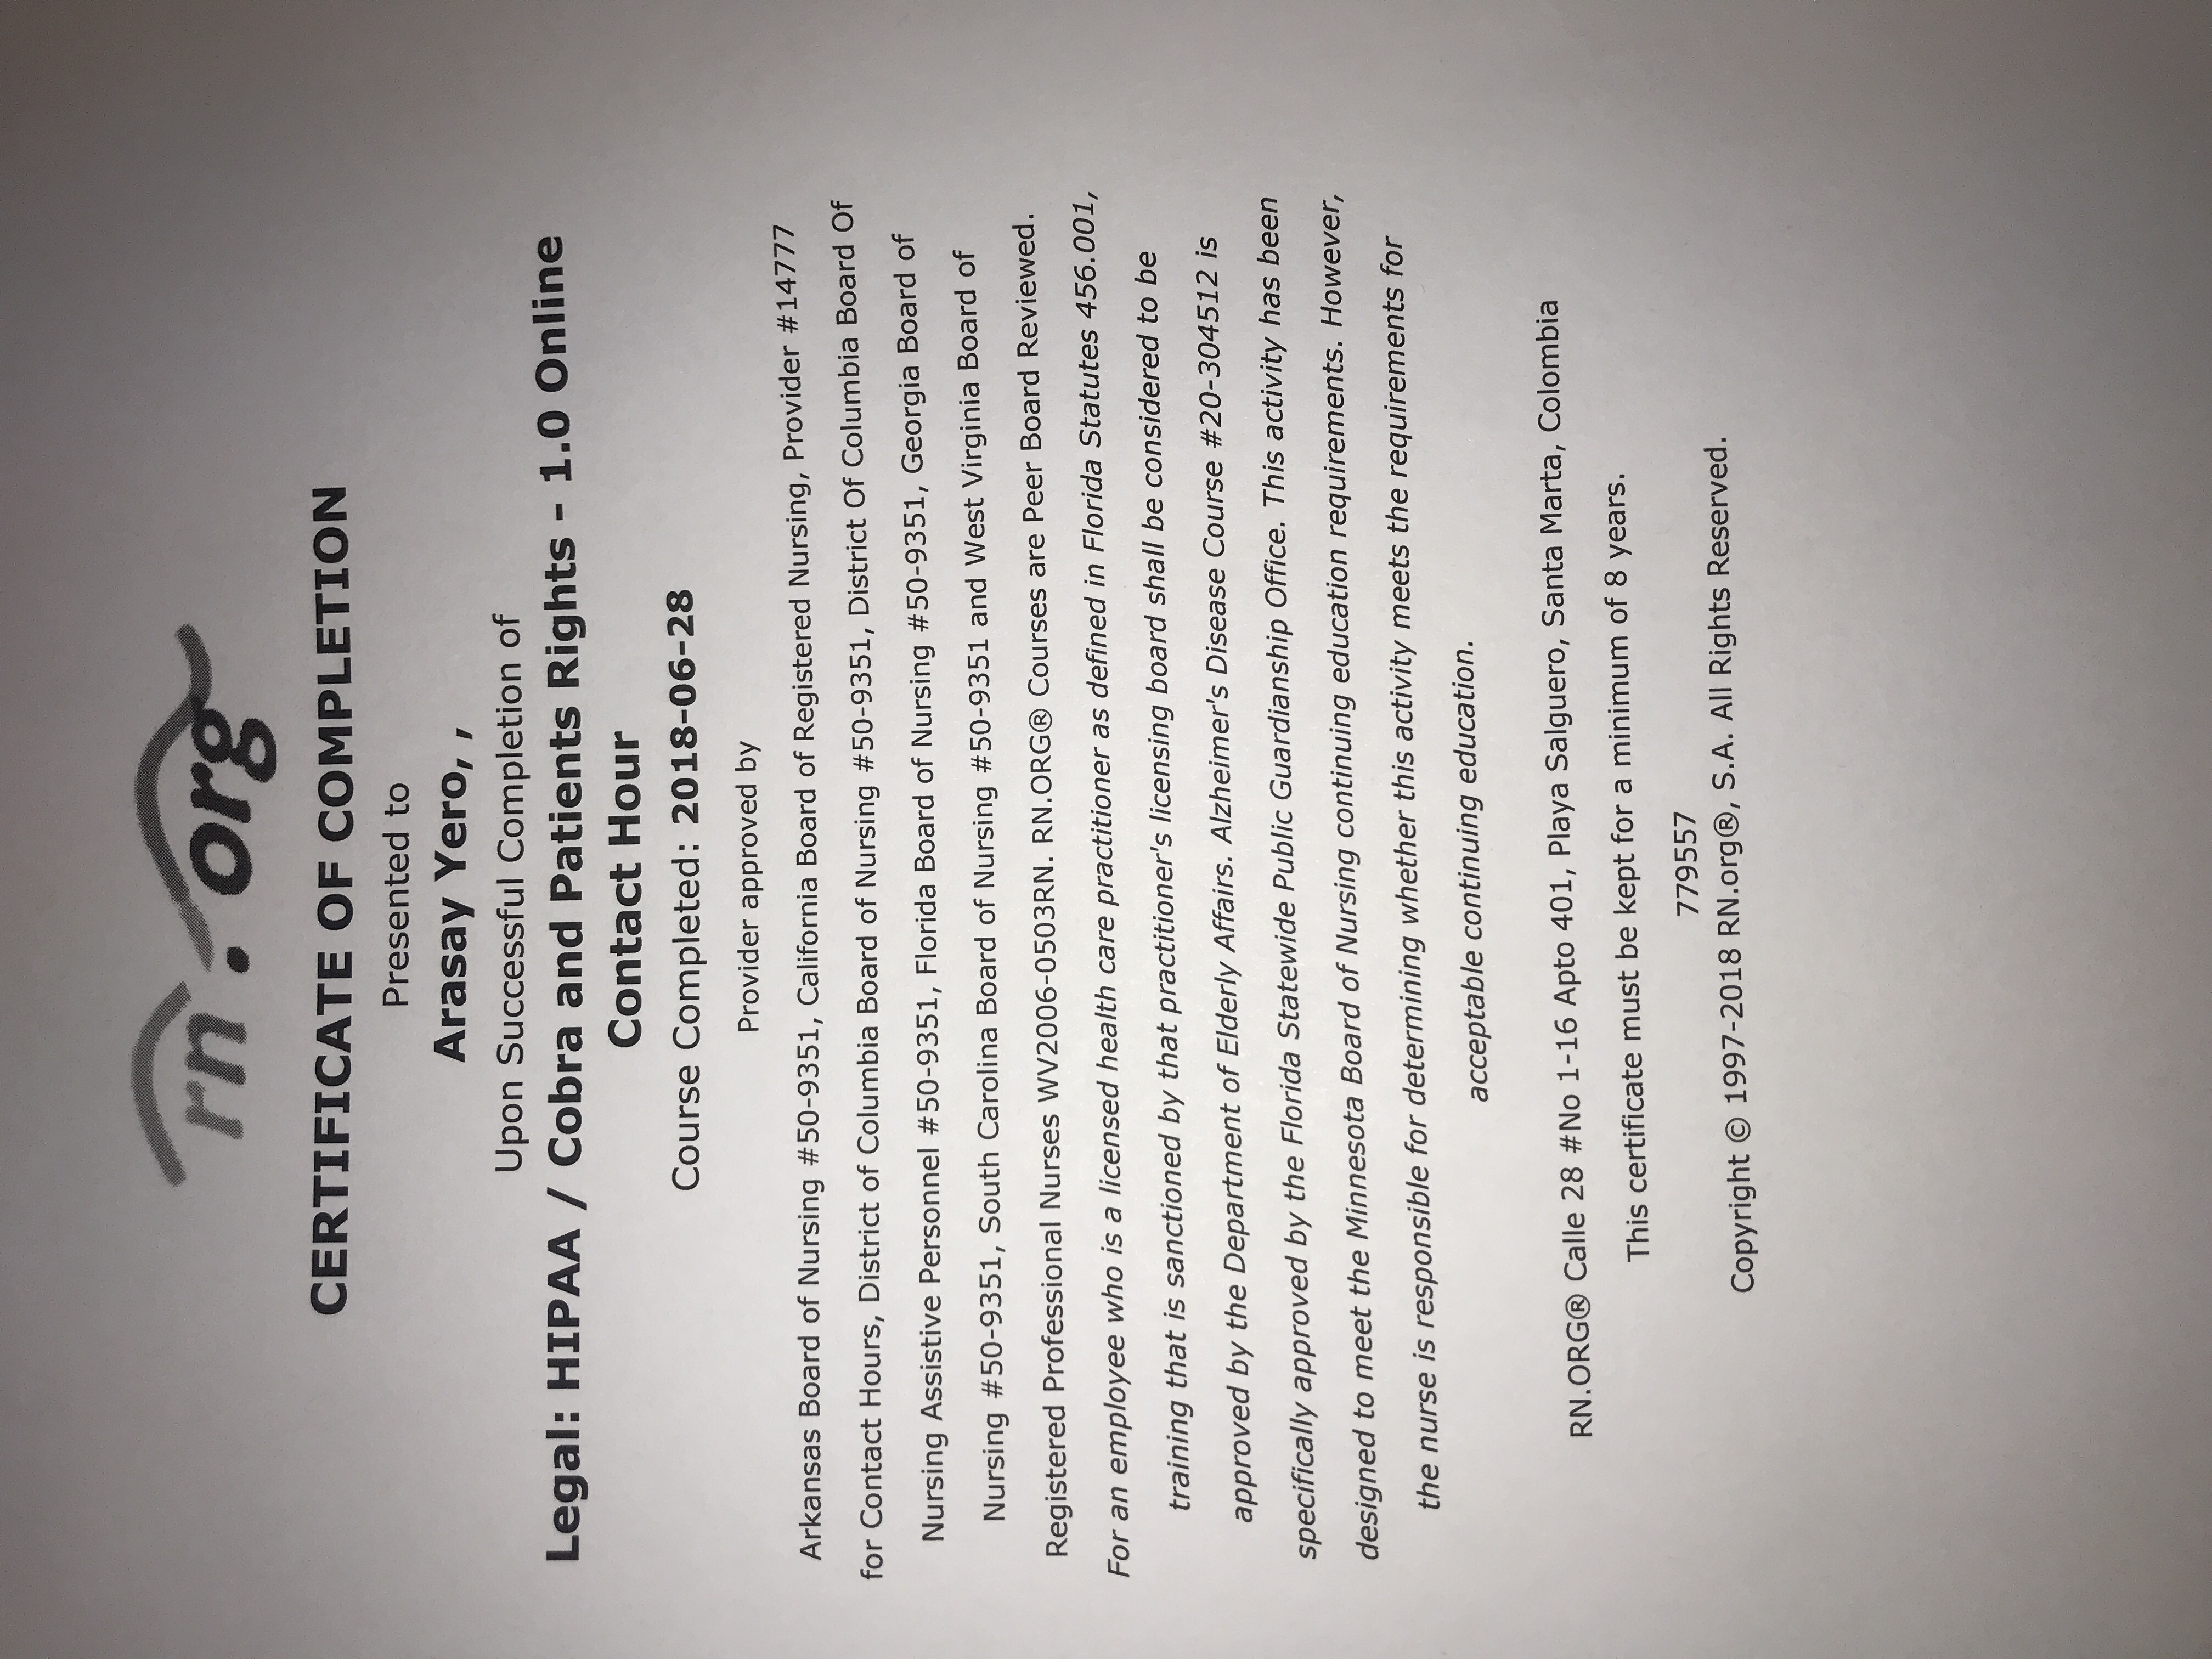 rn.org
CERTIFICATE OF COMPLETION
Presented to
Arasay Yero, ,
Upon Successful Completion of
Legal: HIPAA / Cobra and Patients Rights - 1.0 Online
Contact Hour
Course Completed: 2018-06-28
Provider approved by
Arkansas Board of Nursing #50-9351, California Board of Registered Nursing, Provider #14777
for Contact Hours, District of Columbia Board of Nursing #50-9351, District Of Columbia Board Of
Nursing Assistive Personnel #50-9351, Florida Board of Nursing #50-9351, Georgia Board of
Nursing #50-9351, South Carolina Board of Nursing #50-9351 and West Virginia Board of
Registered Professional Nurses WV2006-0503RN. RN.ORG® Courses are Peer Board Reviewed.
For an employee who is a licensed health care practitioner as defined in Florida Statutes 456.001,
training that is sanctioned by that practitioner's licensing board shall be considered to be
approved by the Department of Elderly Affairs. Alzheimer's Disease Course #20-304512 is
specifically approved by the Florida Statewide Public Guardianship Office. This activity has been
designed to meet the Minnesota Board of Nursing continuing education requirements. However,
the nurse is responsible for determining whether this activity meets the requirements for
acceptable continuing education.
RN.ORG® Calle 28 #No 1-16 Apto 401, Playa Salguero, Santa Marta, Colombia
This certificate must be kept for a minimum of 8 years.
779557
Copyright © 1997-2018 RN.org®, S.A. All Rights Reserved.